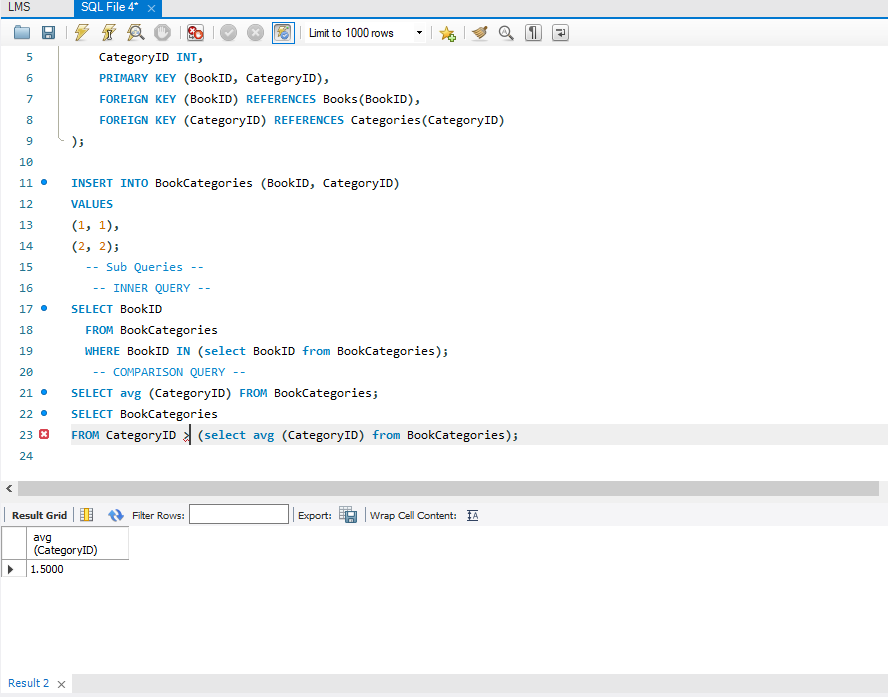 LMS
SQL File 4*
Limit to 1000 rows
5 CategoryID INT,
6 PRIMARY KEY (BookID, CategoryID),
7 FOREIGN KEY (BookID) REFERENCES Books(BookID),
8 FOREIGN KEY (CategoryID) REFERENCES Categories(CategoryID)
9 );
10
11 INSERT INTO BookCategories (BookID, CategoryID)
12 VALUES
13 (1, 1),
14 (2, 2);
15 -- Sub Queries --
16 -- INNER QUERY --
17 SELECT BookID
18 FROM BookCategories
19 WHERE BookID IN (select BookID from BookCategories);
20 -- COMPARISON QUERY --
21 SELECT avg (CategoryID) FROM BookCategories;
22 SELECT BookCategories
23 FROM CategoryID > (select avg (CategoryID) from BookCategories);
24
Result Grid Filter Rows: Export: Wrap Cell Content:
avg
(CategoryID)
1.5000
Result 2